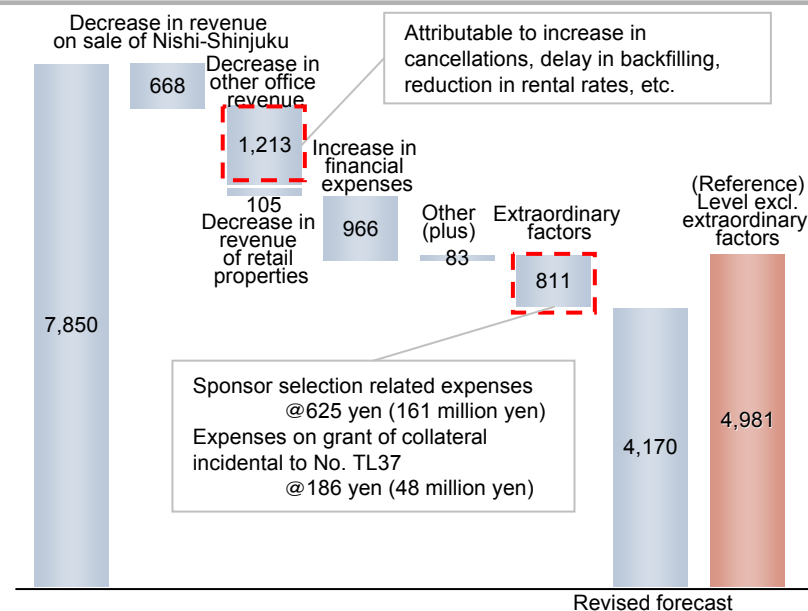 Decrease in revenue
on sale of Nishi-Shinjuku
668
Decrease in
other office
revenue
1,213
Attributable to increase in
cancellations, delay in backfilling,
reduction in rental rates, etc.
105
Decrease in
revenue
of retail
properties
Increase in
financial
expenses
966
Other
(plus)
83
Extraordinary
factors
811
(Reference)
Level excl.
extraordinary
factors
7,850
Sponsor selection related expenses
@625 yen (161 million yen)
Expenses on grant of collateral
incidental to No. TL37
@186 yen (48 million yen)
4,170
4,981
Revised forecast